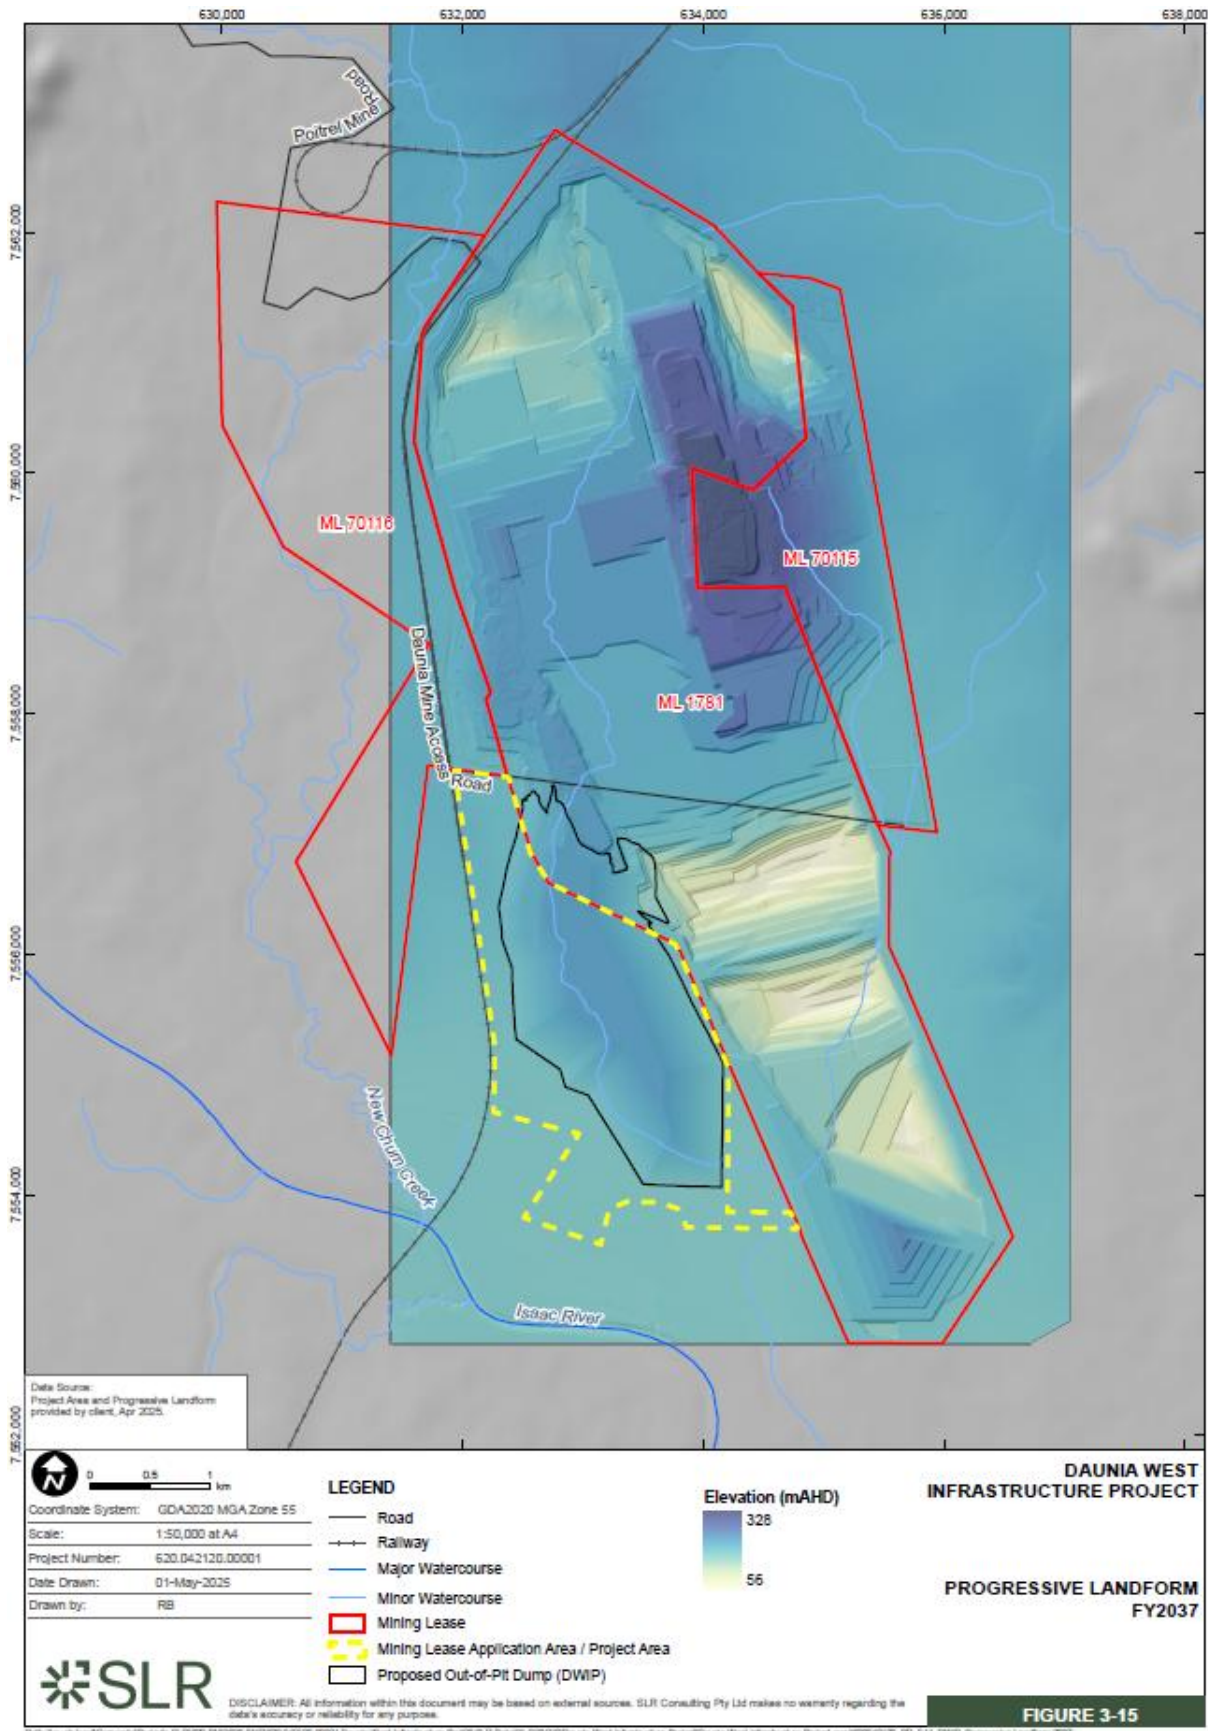 630,000
632,000
634,000
636,000
638,000
7,562,000
7,560,000
7,558,000
7,556,000
7,564,000
7,562,000
Poitrel Mine
Road
ML 70116
ML 70115
ML 1781
Daunia Mine Access
Road
New Chum Creek
Isaac River
Data Source:
Project Area and Progressive Landform
provided by client, Apr 2025.
N
0 0.5 1
km
Coordinate System: GDA2020 MGA Zone 55
Scale: 1:50,000 at A4
Project Number: 620.042120.00001
Date Drawn: 01-May-2025
Drawn by: RB
SLR
LEGEND
Road
Railway
Major Watercourse
Minor Watercourse
Mining Lease
Mining Lease Application Area / Project Area
Proposed Out-of-Pit Dump (DWIP)
Elevation (mAHD)
328
56
DAUNIA WEST
INFRASTRUCTURE PROJECT
PROGRESSIVE LANDFORM
FY2037
DISCLAIMER: All information within this document may be based on external sources. SLR Consulting Pty Ltd makes no warranty regarding the
data's accuracy or reliability for any purpose.
FIGURE 3-15